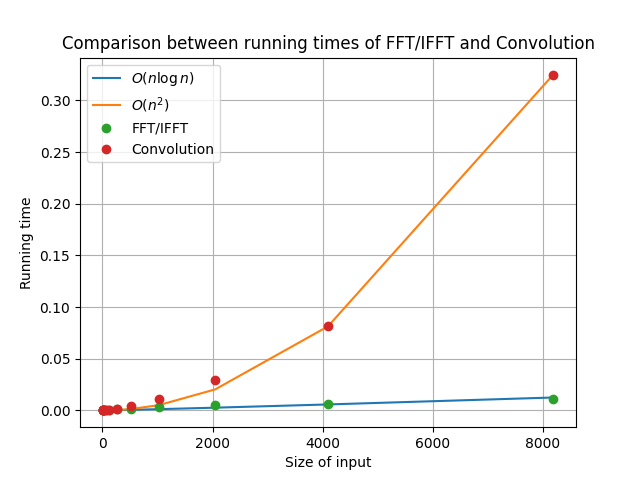 Comparison between running times of FFT/IFFT and Convolution
O(n log n)
O(n²)
FFT/IFFT
Convolution
0.30
0.25
0.20
0.15
0.10
0.05
0.00
Running time
0 2000 4000 6000 8000
Size of input